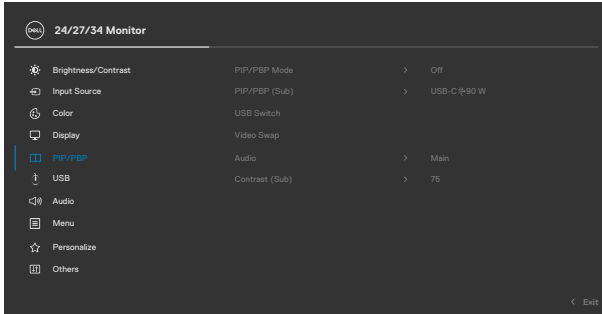 DELL 24/27/34 Monitor
Brightness/Contrast PIP/PBP Mode > Off
Input Source PIP/PBP (Sub) > USB-C 90 W
Color USB Switch
Display Video Swap
PIP/PBP Audio > Main
USB Contrast (Sub) > 75
Audio
Menu
Personalize
Others
< Exit